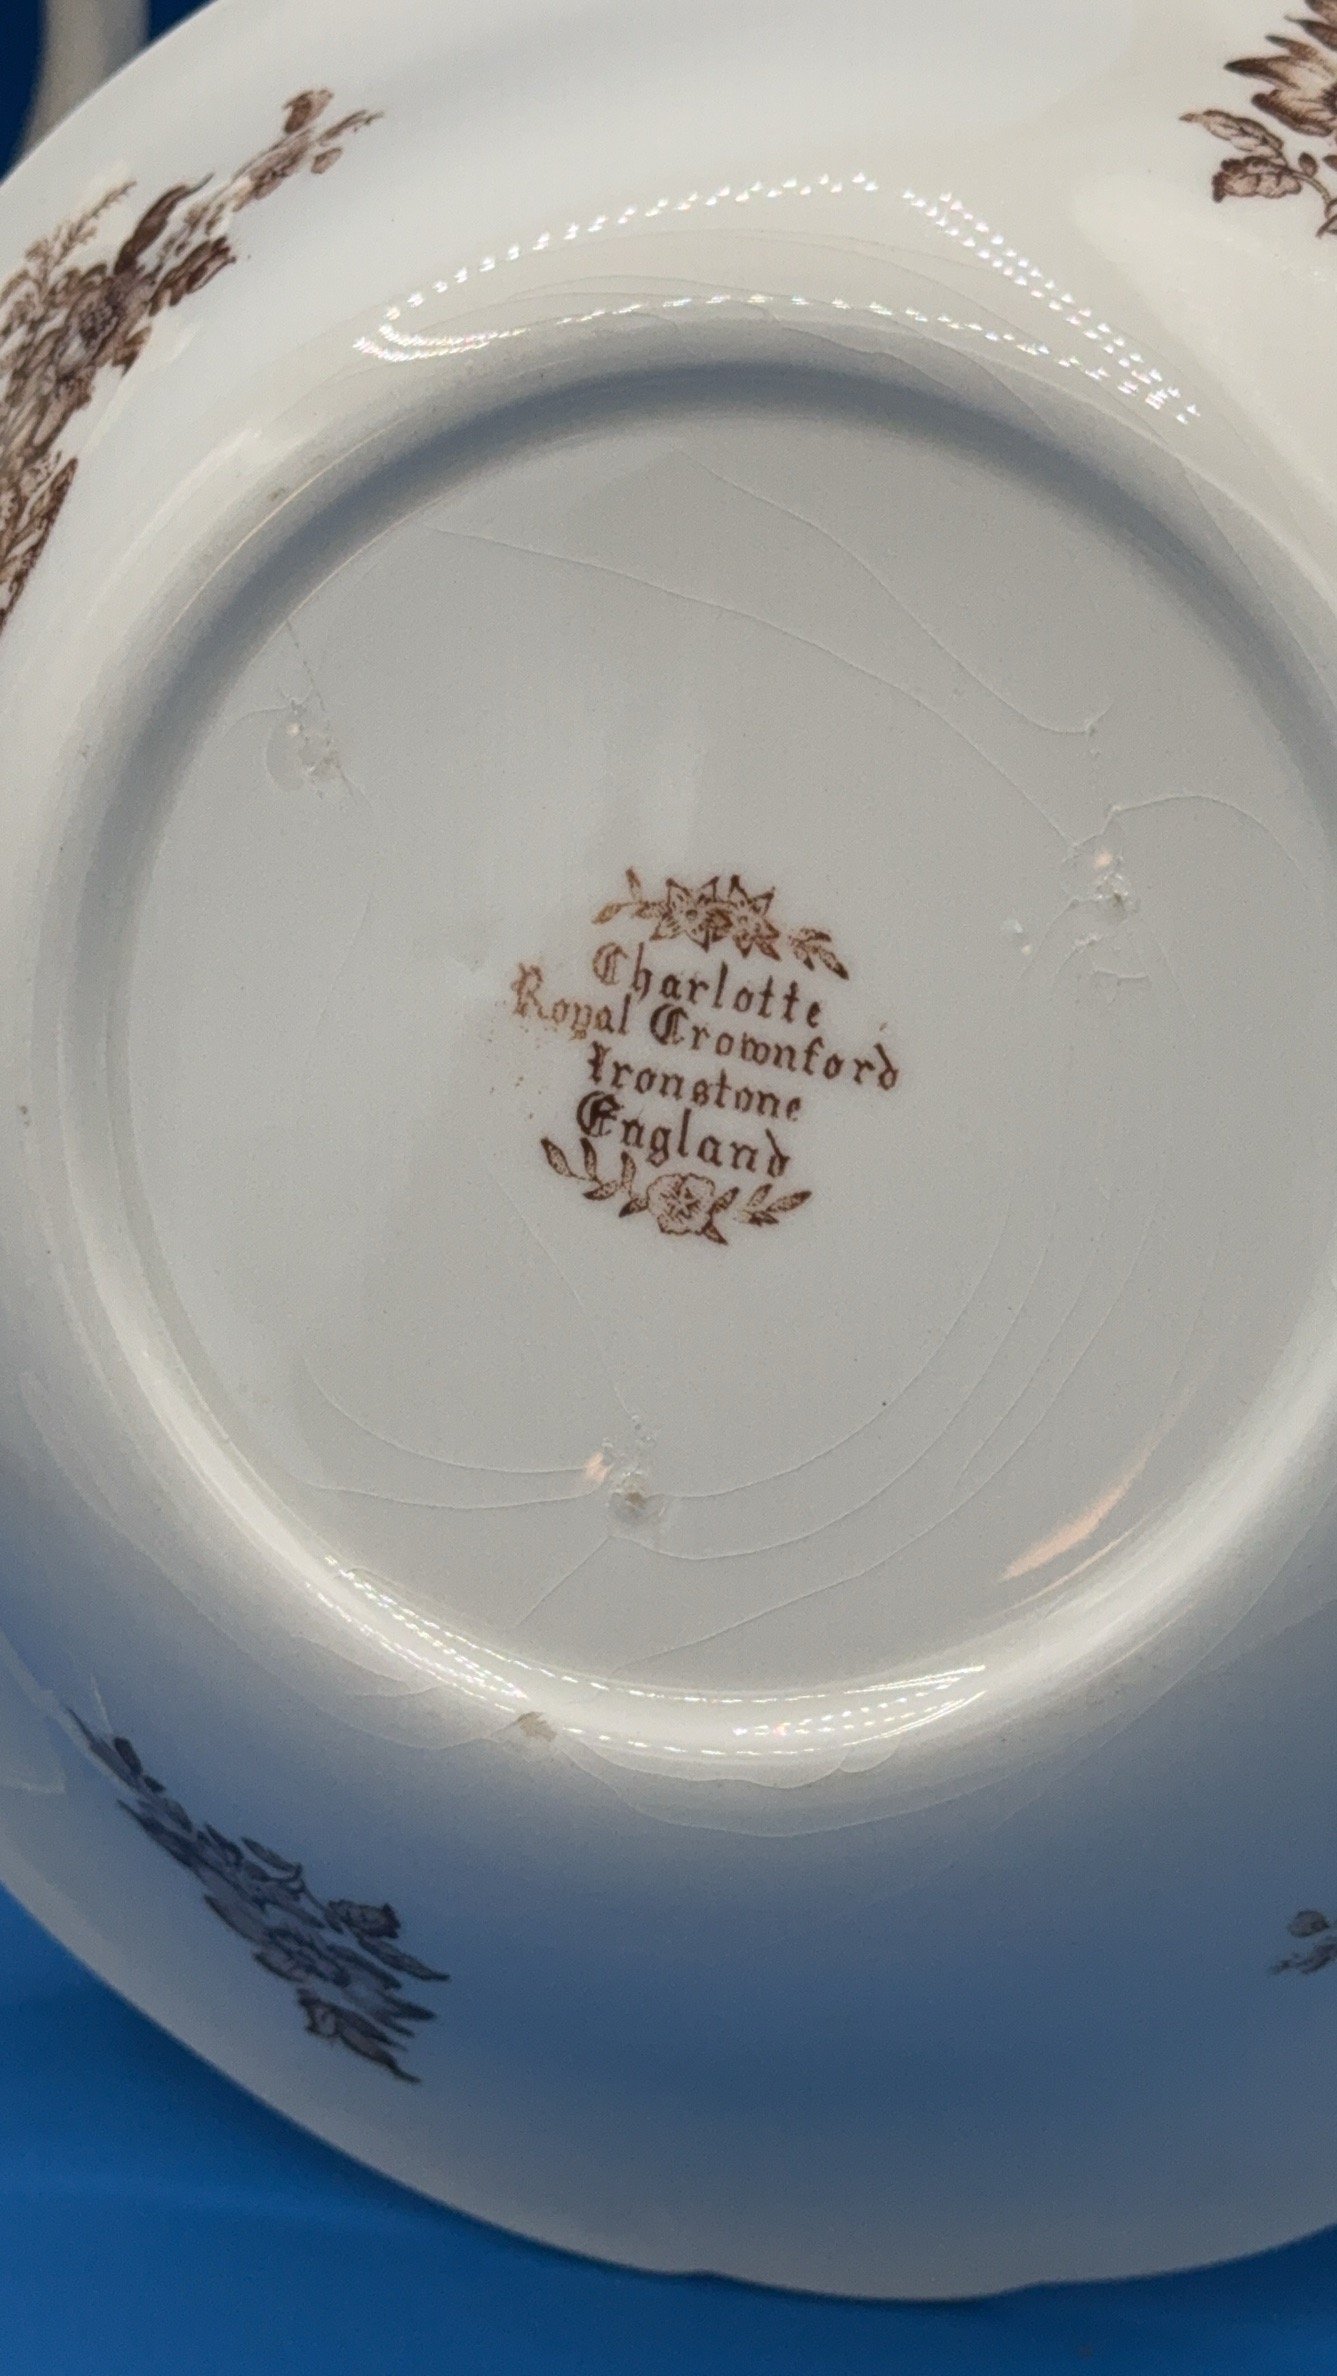 Charlotte
Royal Crownford
Ironstone
England